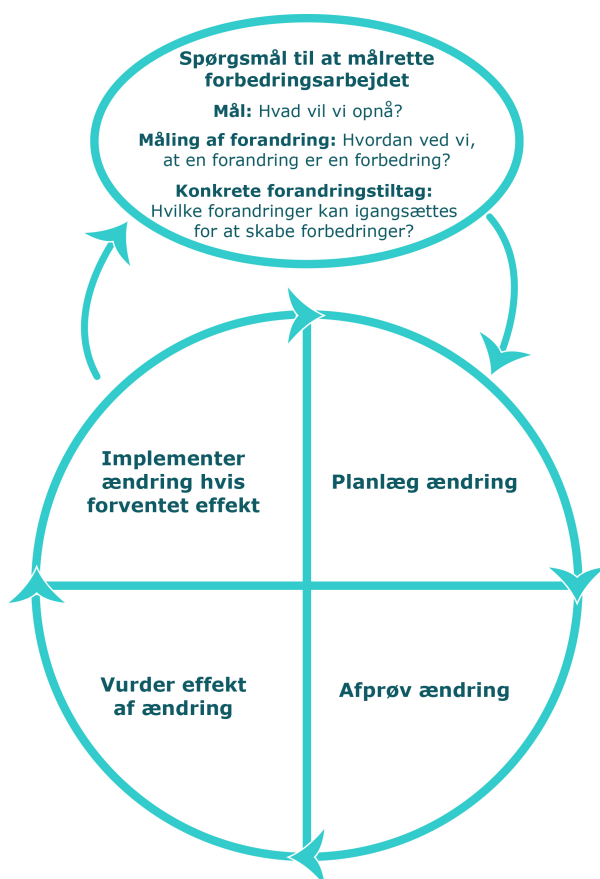 Spørgsmål til at målrette
forbedringsarbejdet
Mål: Hvad vil vi opnå?
Måling af forandring: Hvordan ved vi,
at en forandring er en forbedring?
Konkrete forandringstiltag:
Hvilke forandringer kan igangsættes
for at skabe forbedringer?
Implementer
ændring hvis
forventet effekt
Planlæg ændring
Vurder effekt
af ændring
Afprøv ændring